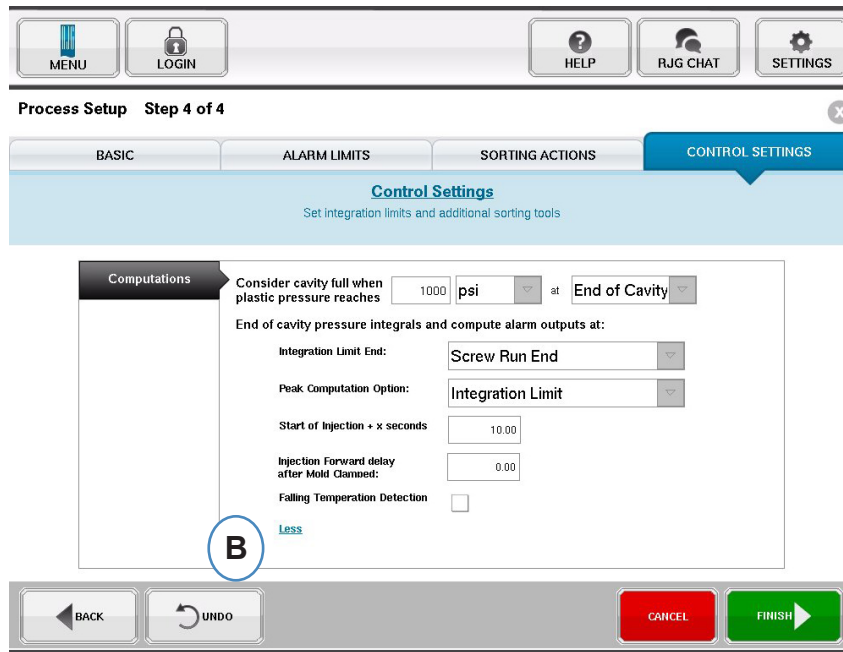 MENU
LOGIN
HELP
RJG CHAT
SETTINGS
Process Setup Step 4 of 4
BASIC
ALARM LIMITS
SORTING ACTIONS
CONTROL SETTINGS
Control Settings
Set integration limits and additional sorting tools
Computations
Consider cavity full when
plastic pressure reaches
1000 psi at End of Cavity
End of cavity pressure integrals and compute alarm outputs at:
Integration Limit End: Screw Run End
Peak Computation Option: Integration Limit
Start of Injection + x seconds 10.00
Injection Forward delay
after Mold Clamped: 0.00
Falling Temperation Detection
Less
B
BACK
UNDO
CANCEL
FINISH